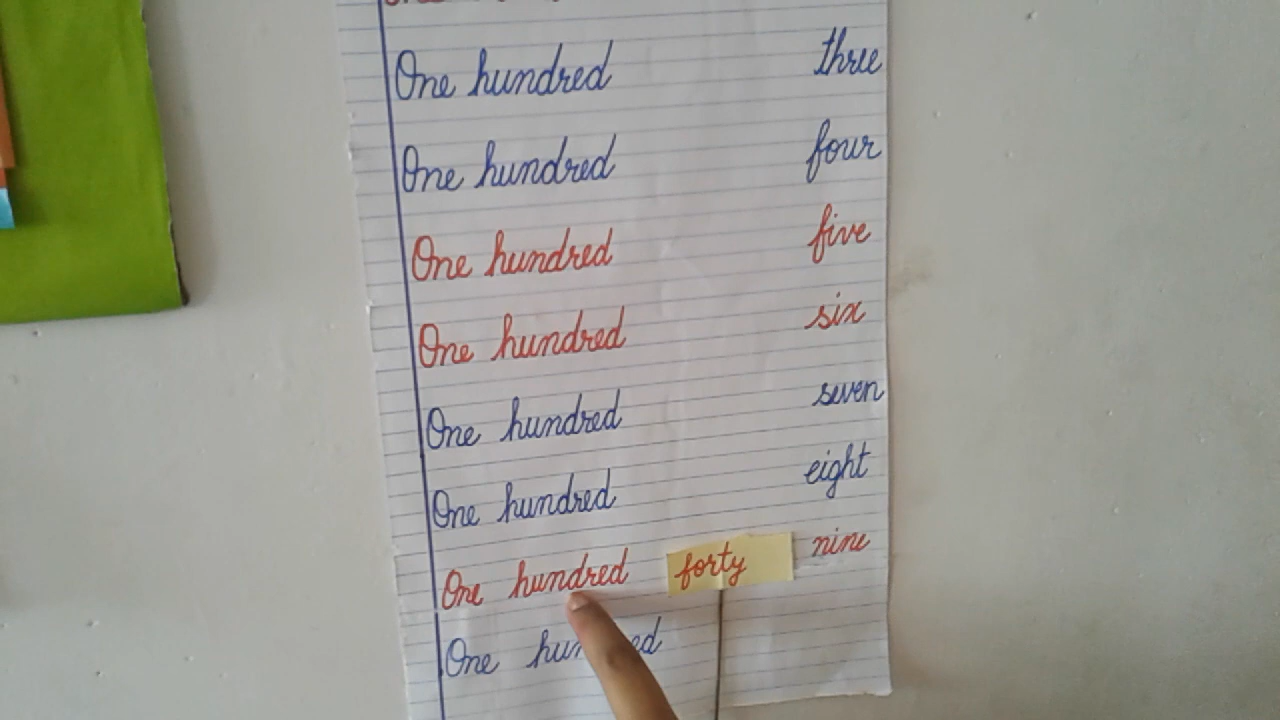 One hundred three
One hundred four
One hundred five
One hundred six
One hundred seven
One hundred eight
One hundred forty nine
One